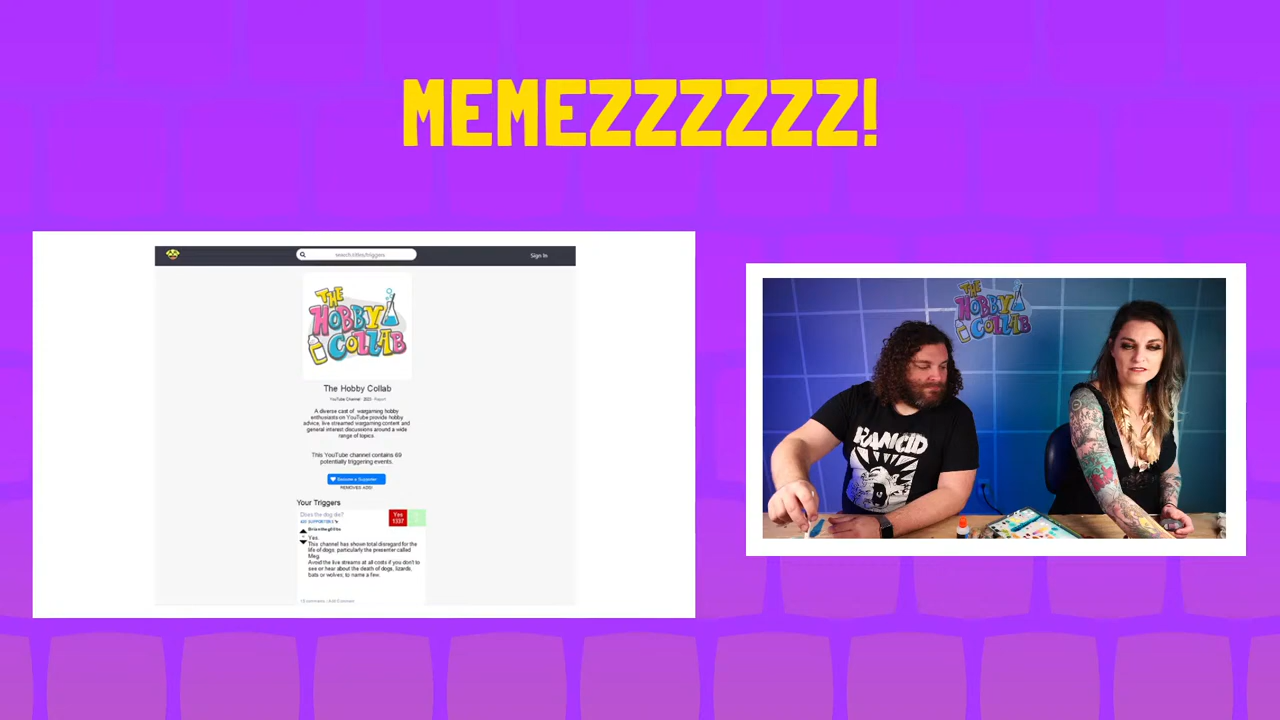 MEMEZZZZZZ!
search titles/triggers
Sign In
THE
HOBBY
COLLAB
The Hobby Collab
YouTube Channel · 2023 · Report
A diverse cast of wargaming hobby
enthusiasts on YouTube provide hobby
advice, live streamed wargaming content and
general interest discussions around a wide
range of topics.
This YouTube channel contains 69
potentially triggering events.
Become a Supporter
REMOVES ADS!
Your Triggers
Does the dog die?
Yes
1337
Yes.
This channel has shown total disregard for the
life of dogs, particularly the presenter called
Meg.
Avoid the live streams at all costs if you don't to
see or hear about the death of dogs, lizards,
bats or wolves, to name a few.
THE
HOBBY
COLLAB
RANCID